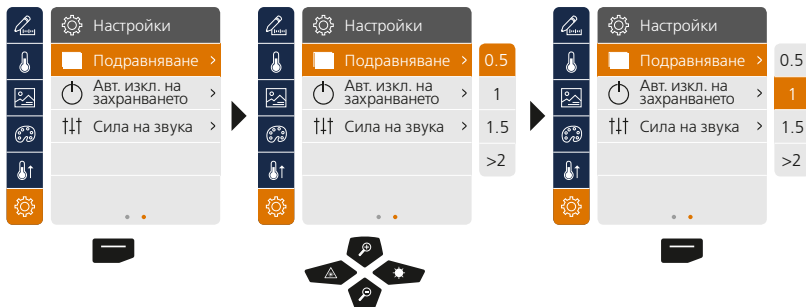 Настройки
Подравняване
Авт. изкл. на
захранването
Сила на звука
Настройки
Подравняване
Авт. изкл. на
захранването
Сила на звука
0.5
1
1.5
>2
Настройки
Подравняване
Авт. изкл. на
захранването
Сила на звука
0.5
1
1.5
>2